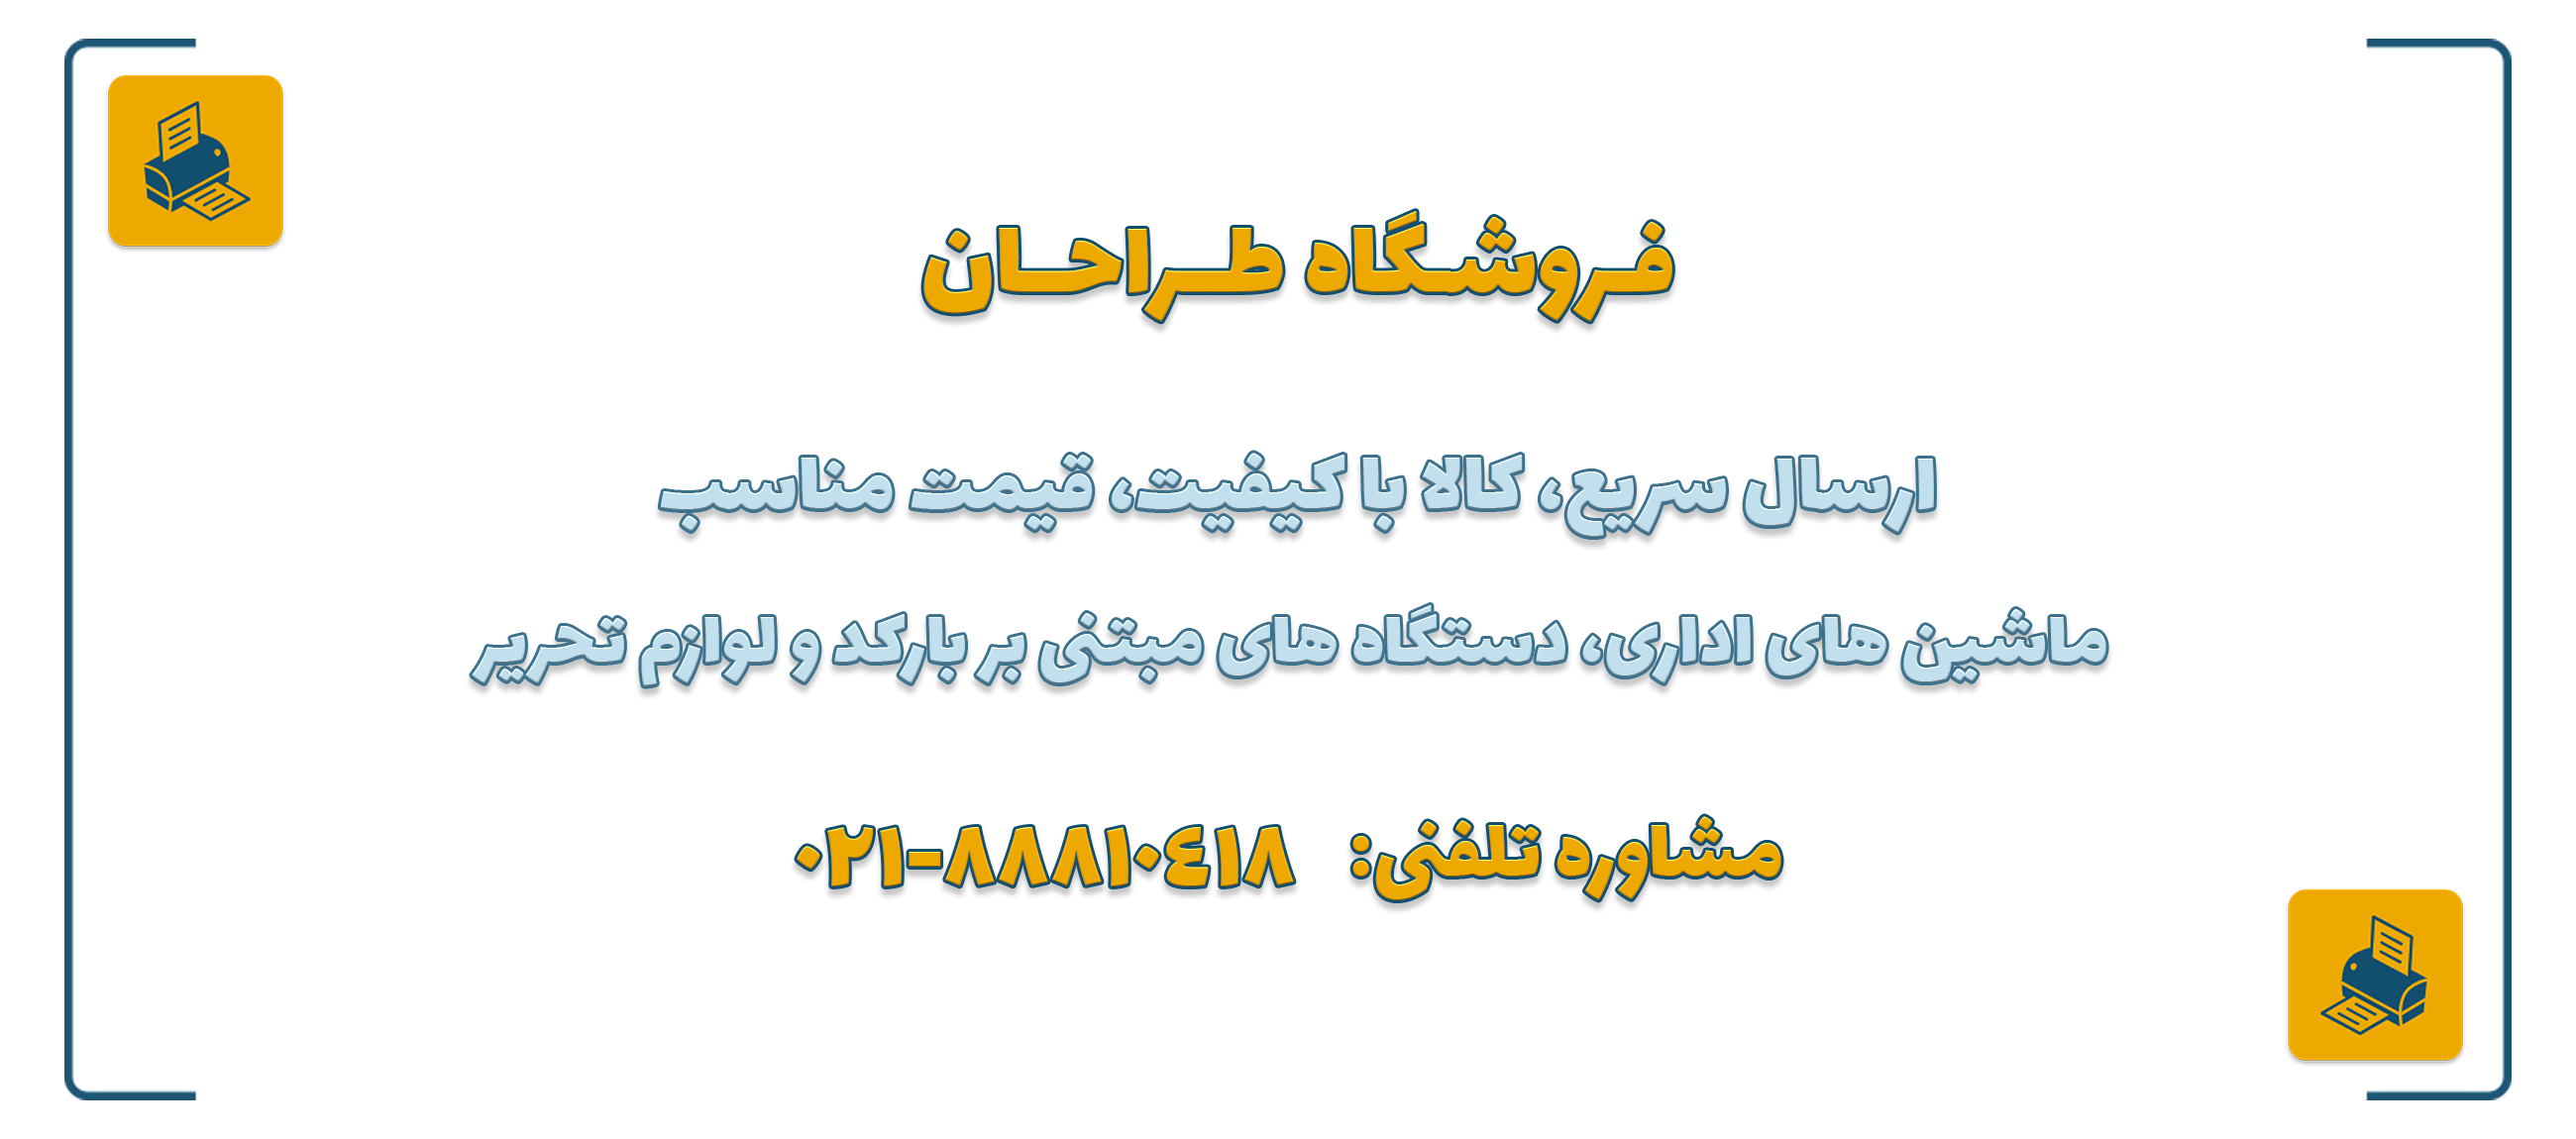 فروشگاه طراحان
ارسال سریع، کالا با کیفیت، قیمت مناسب
ماشین های اداری، دستگاه های مبتنی بر بارکد و لوازم تحریر
مشاوره تلفنی: ۰۲۱-۸۸۸۱۰۴۱۸